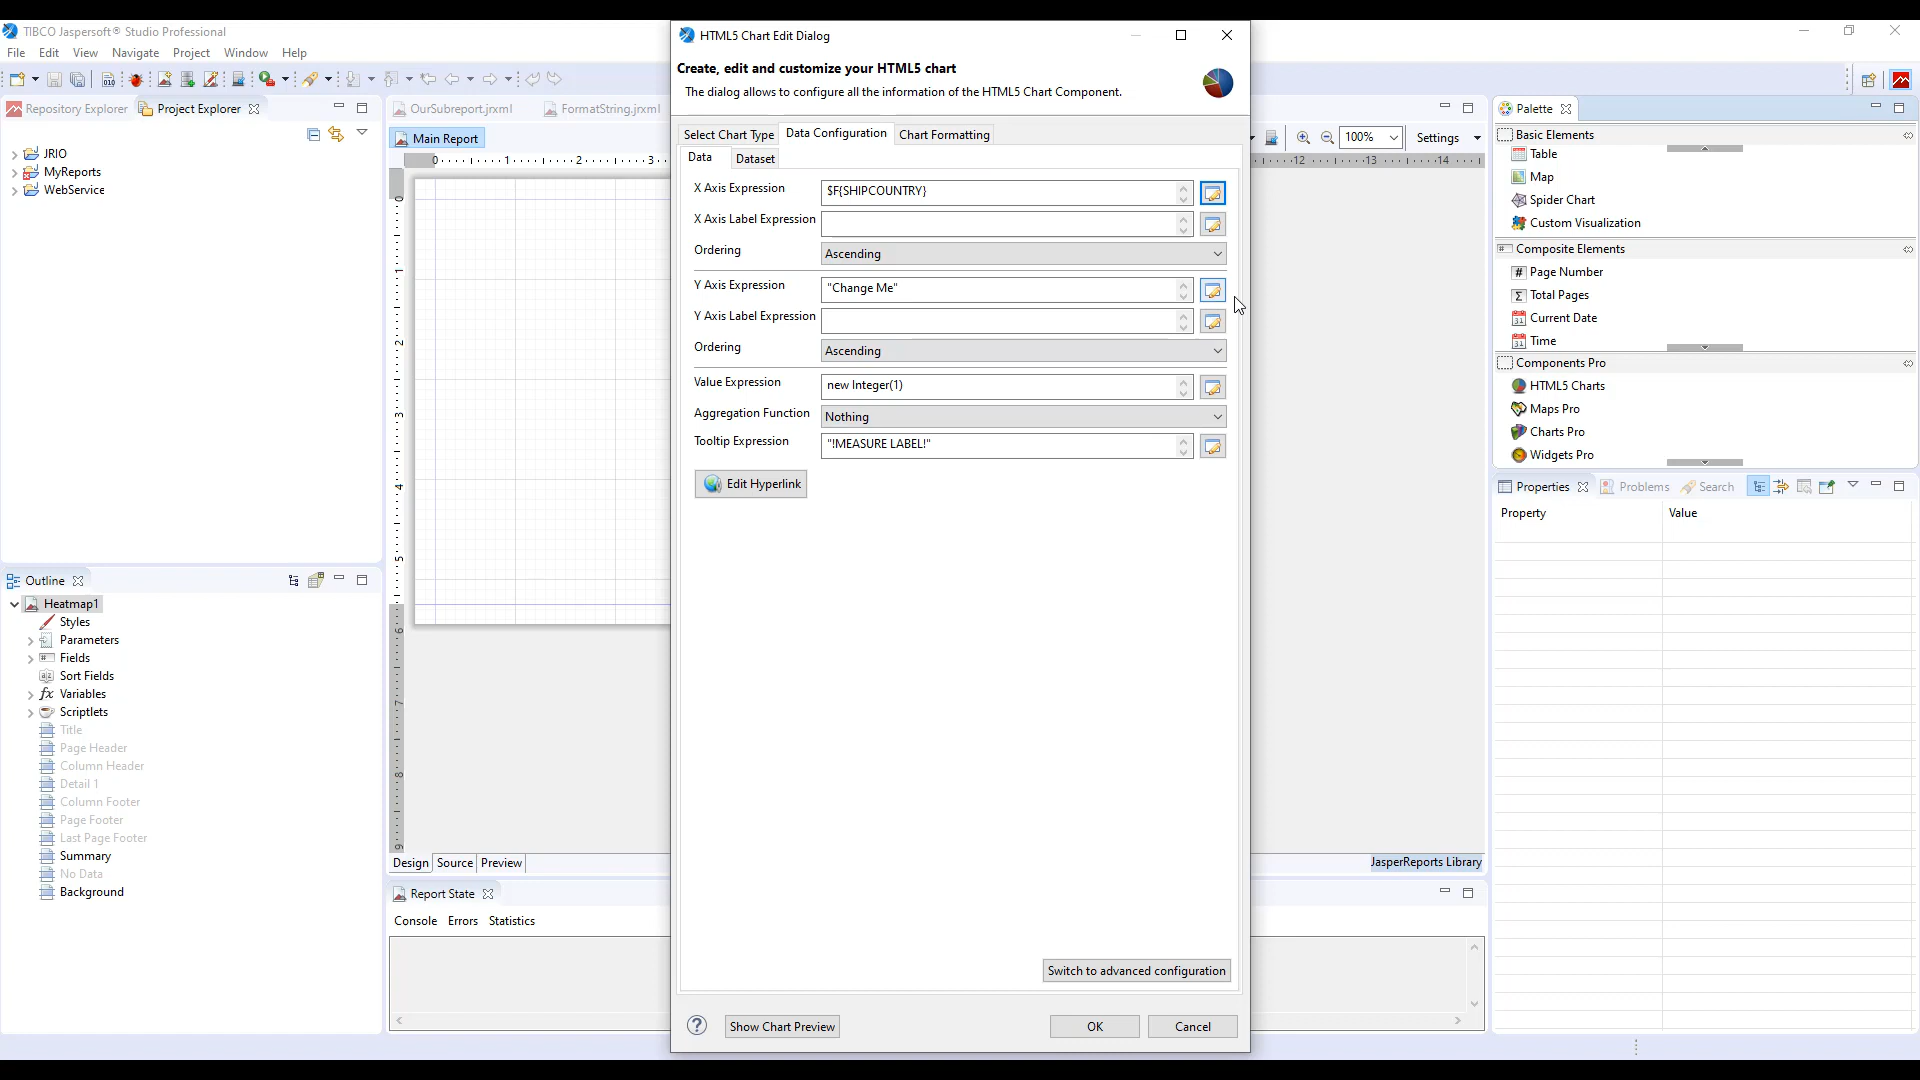 TIBCO Jaspersoft® Studio Professional
File Edit View Navigate Project Window Help
Repository Explorer Project Explorer
JRIO
MyReports
WebService
Outline
Heatmap1
Styles
Parameters
Fields
Sort Fields
Variables
Scriptlets
Title
Page Header
Column Header
Detail 1
Column Footer
Page Footer
Last Page Footer
Summary
No Data
Background
OurSubreport.jrxml FormatString.jrxml
Main Report
100% Settings
0 1 2 3 12 13 14
Design Source Preview
JasperReports Library
Report State
Console Errors Statistics
HTML5 Chart Edit Dialog
Create, edit and customize your HTML5 chart
The dialog allows to configure all the information of the HTML5 Chart Component.
Select Chart Type Data Configuration Chart Formatting
Data Dataset
X Axis Expression $F{SHIPCOUNTRY}
X Axis Label Expression
Ordering Ascending
Y Axis Expression "Change Me"
Y Axis Label Expression
Ordering Ascending
Value Expression new Integer(1)
Aggregation Function Nothing
Tooltip Expression "!MEASURE LABEL!"
Edit Hyperlink
Switch to advanced configuration
Show Chart Preview OK Cancel
Palette
Basic Elements
Table
Map
Spider Chart
Custom Visualization
Composite Elements
Page Number
Total Pages
Current Date
Time
Components Pro
HTML5 Charts
Maps Pro
Charts Pro
Widgets Pro
Properties Problems Search
Property Value